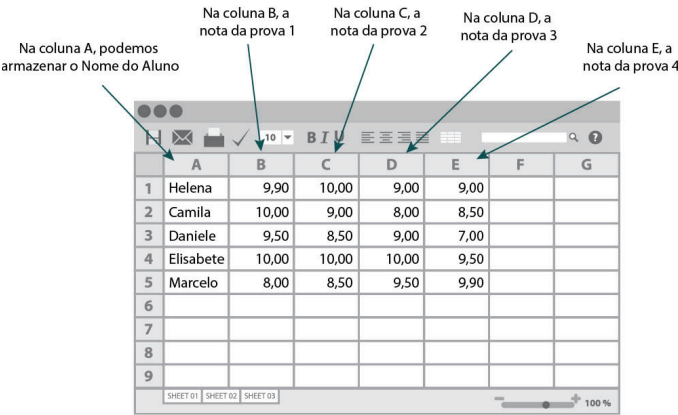 Na coluna A, podemos
armazenar o Nome do Aluno
Na coluna B, a
nota da prova 1
Na coluna C, a
nota da prova 2
Na coluna D, a
nota da prova 3
Na coluna E, a
nota da prova 4
10 B I U ?
A B C D E F G
1 Helena 9,90 10,00 9,00 9,00
2 Camila 10,00 9,00 8,00 8,50
3 Daniele 9,50 8,50 9,00 7,00
4 Elisabete 10,00 10,00 10,00 9,50
5 Marcelo 8,00 8,50 9,50 9,90
6
7
8
9
SHEET 01 SHEET 02 SHEET 03 100 %